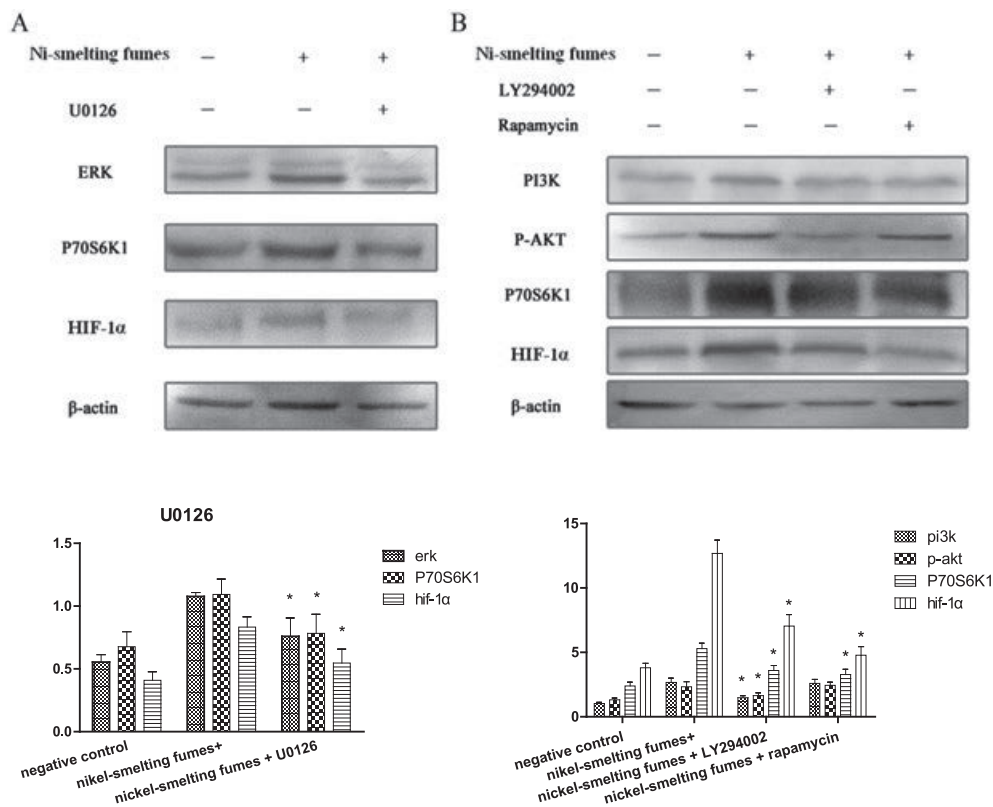 A
Ni-smelting fumes − + +
U0126 − − +
ERK
P70S6K1
HIF-1α
β-actin
B
Ni-smelting fumes − + + +
LY294002 − − + −
Rapamycin − − − +
PI3K
P-AKT
P70S6K1
HIF-1α
β-actin
U0126
1.5
1.0
0.5
0.0
* * *
negative control
nikel-smelting fumes+
nickel-smelting fumes + U0126
erk
P70S6K1
hif-1α
15
10
5
0
* * * * * *
negative control
nikel-smelting fumes+
nickel-smelting fumes + LY294002
nickel-smelting fumes + rapamycin
pi3k
p-akt
P70S6K1
hif-1α